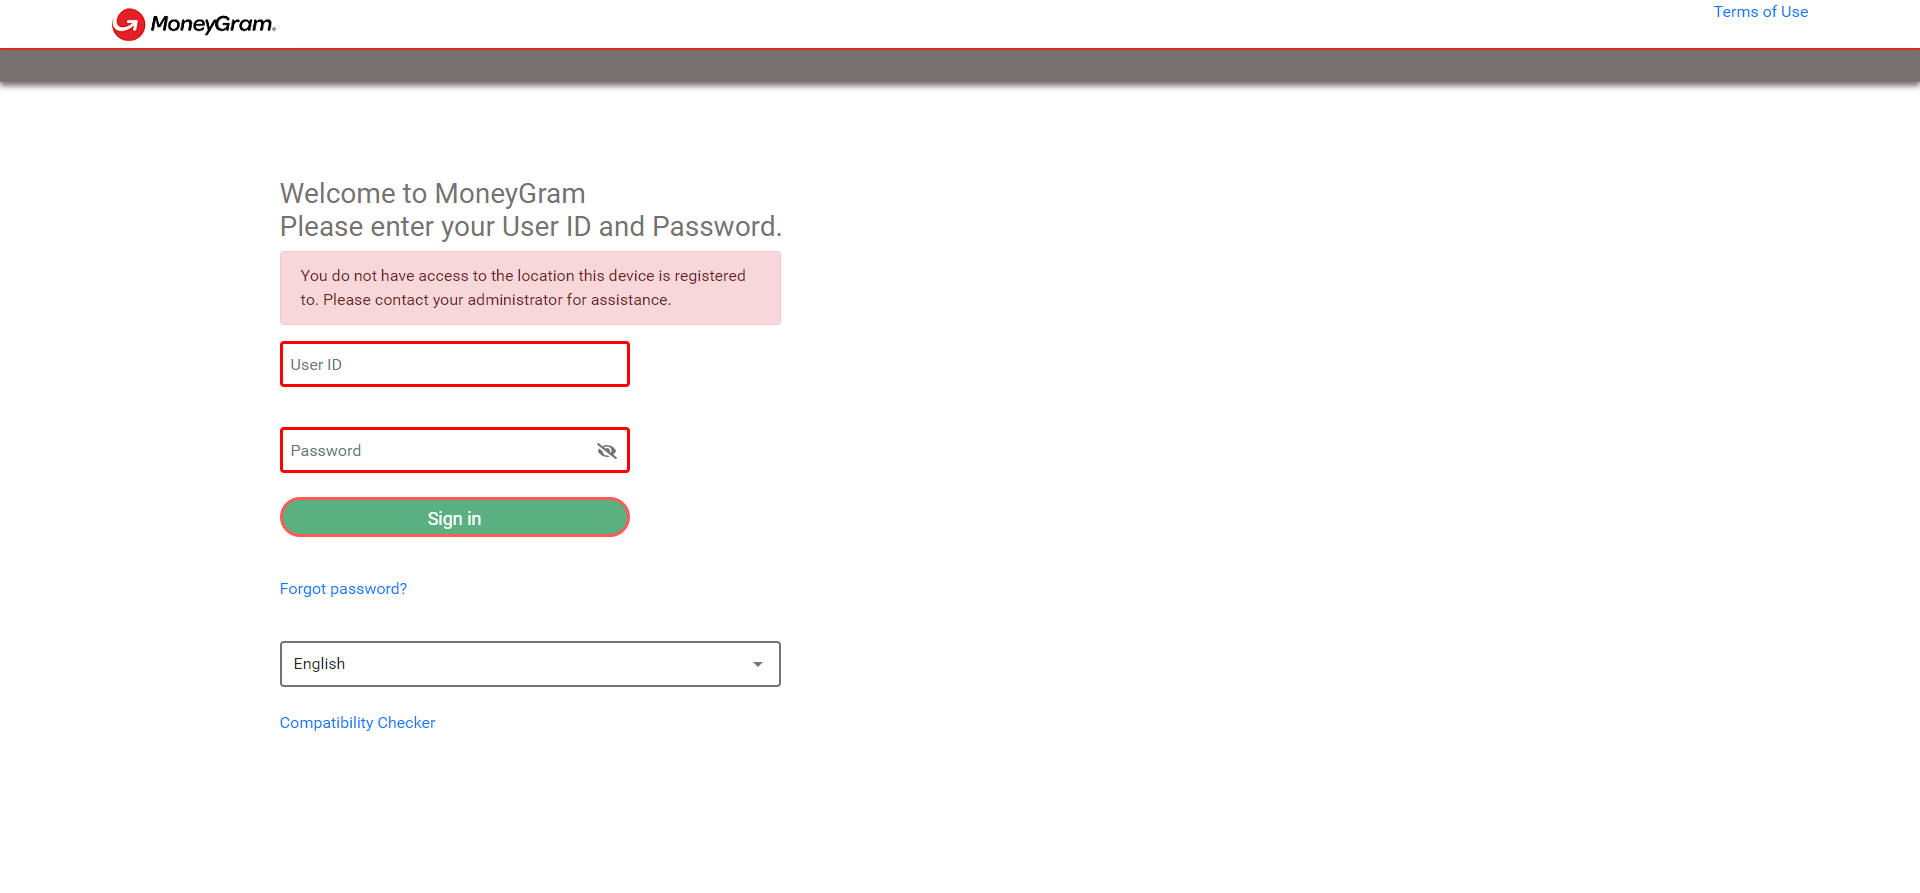 MoneyGram
Terms of Use
Welcome to MoneyGram
Please enter your User ID and Password.
You do not have access to the location this device is registered
to. Please contact your administrator for assistance.
User ID
Password
Sign in
Forgot password?
English
Compatibility Checker